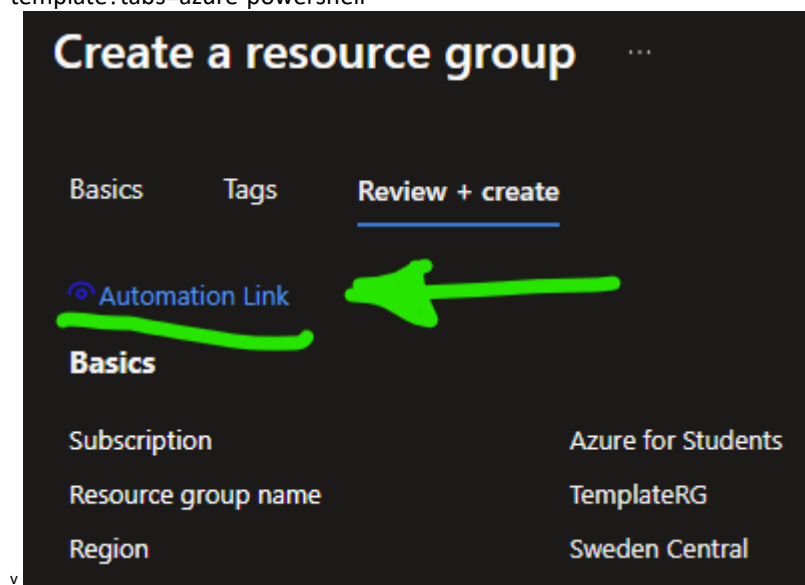 Create a resource group ...
Basics Tags Review + create
Automation Link
Basics
Subscription Azure for Students
Resource group name TemplateRG
Region Sweden Central
v